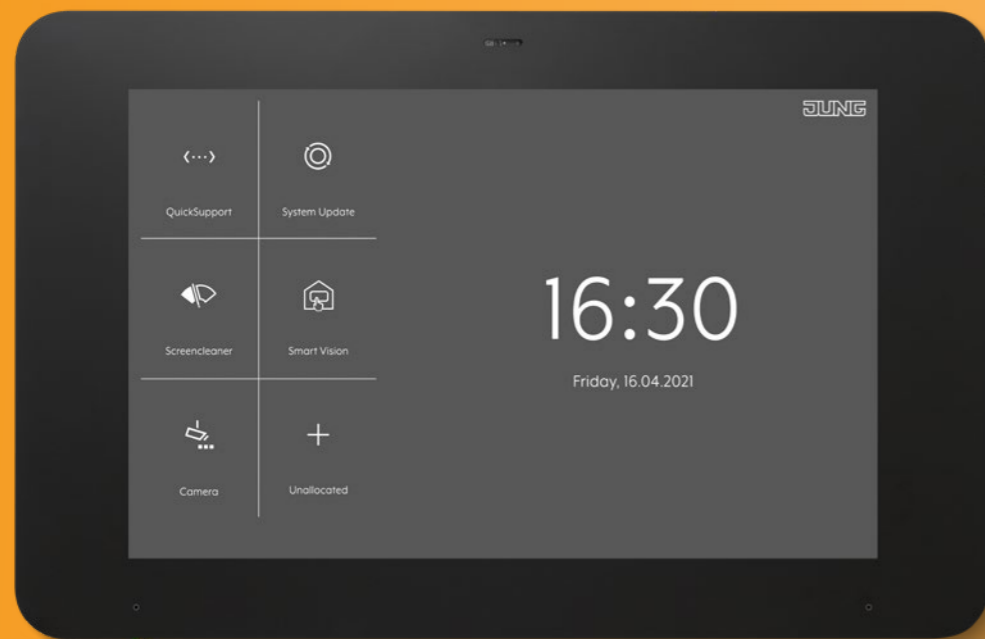 JUNG
QuickSupport
System Update
16:30
Friday, 16.04.2021
Screencleaner
Smart Vision
Camera
Unallocated